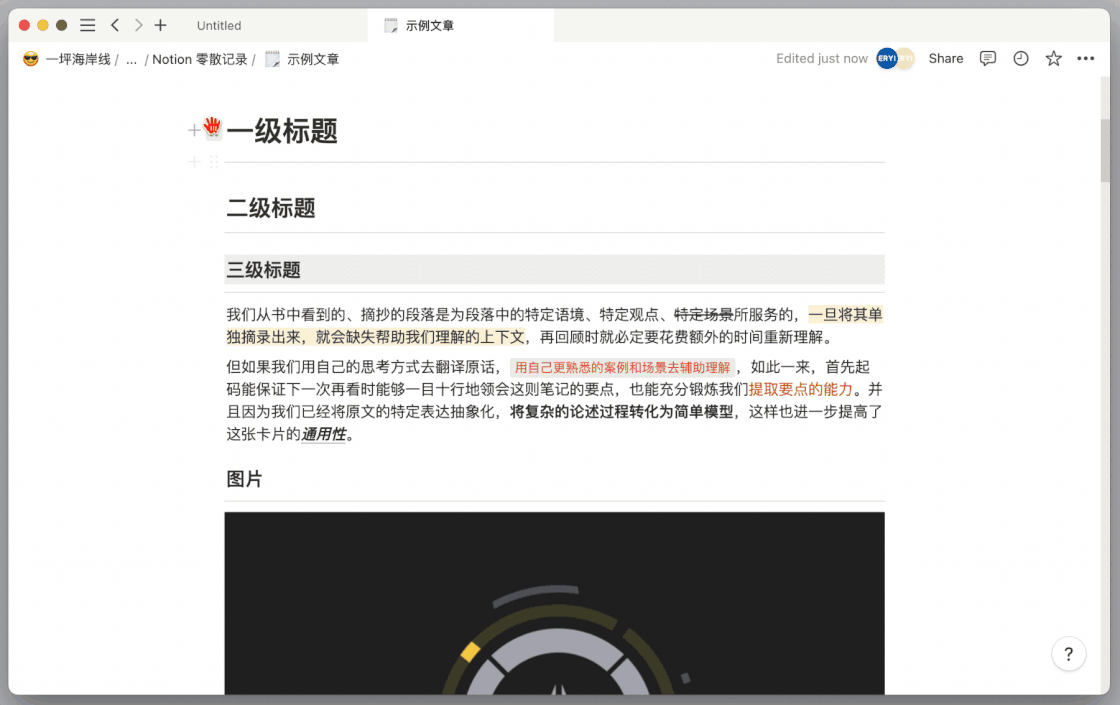 Untitled
示例文章
一坪海岸线 / ... / Notion 零散记录 / 示例文章
Edited just now
ERYI
Share
一级标题
二级标题
三级标题
我们从书中看到的、摘抄的段落是为段落中的特定语境、特定观点、特定场景所服务的，一旦将其单
独摘录出来，就会缺失帮助我们理解的上下文，再回顾时就必定要花费额外的时间重新理解。
但如果我们用自己的思考方式去翻译原话，用自己更熟悉的案例和场景去辅助理解，如此一来，首先起
码能保证下一次再看时能够一目十行地领会这则笔记的要点，也能充分锻炼我们提取要点的能力。并
且因为我们已经将原文的特定表达抽象化，将复杂的论述过程转化为简单模型，这样也进一步提高了
这张卡片的通用性。
图片
?